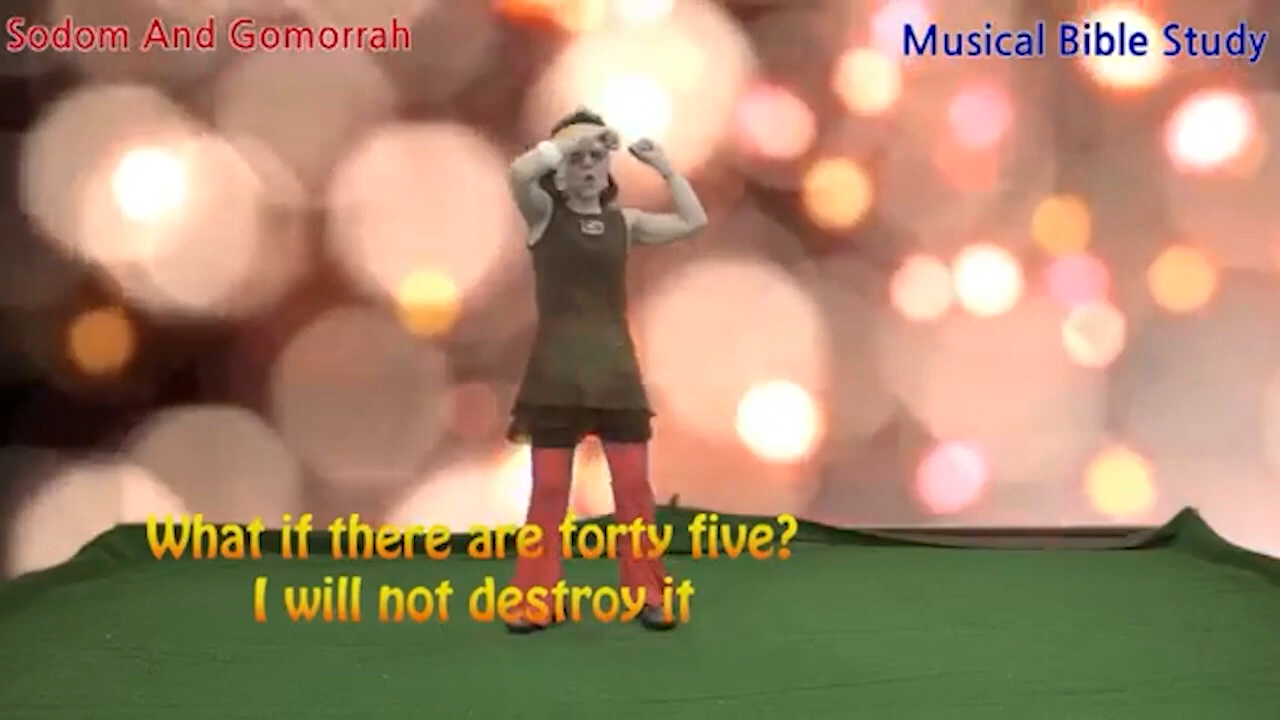 Sodom And Gomorrah
Musical Bible Study
What if there are forty five?
I will not destroy it